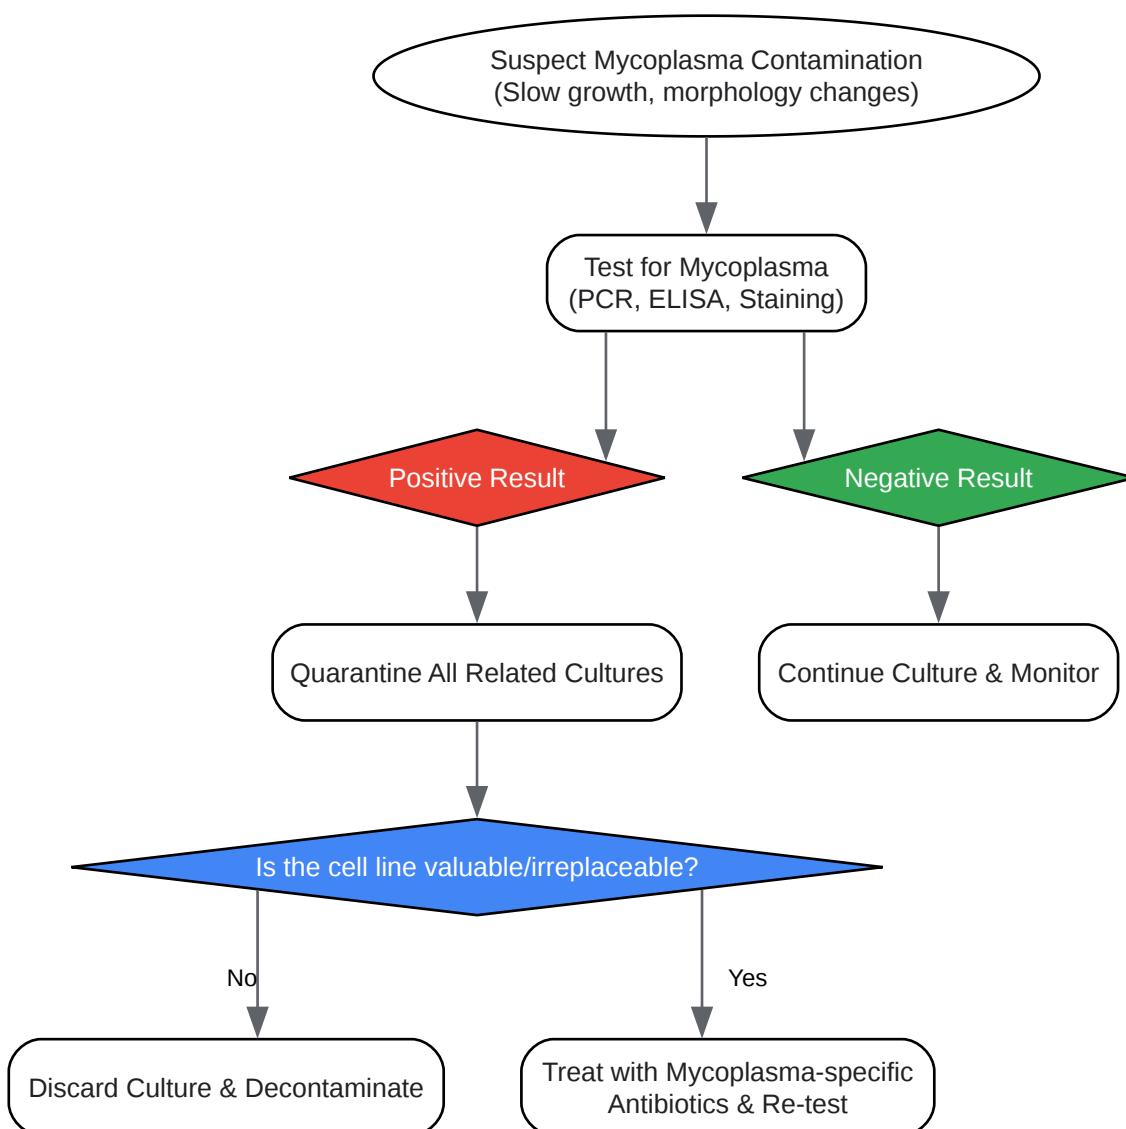 Suspect Mycoplasma Contamination
(Slow growth, morphology changes)
Test for Mycoplasma
(PCR, ELISA, Staining)
Positive Result
Negative Result
Quarantine All Related Cultures
Continue Culture & Monitor
Is the cell line valuable/irreplaceable?
No
Yes
Discard Culture & Decontaminate
Treat with Mycoplasma-specific
Antibiotics & Re-test